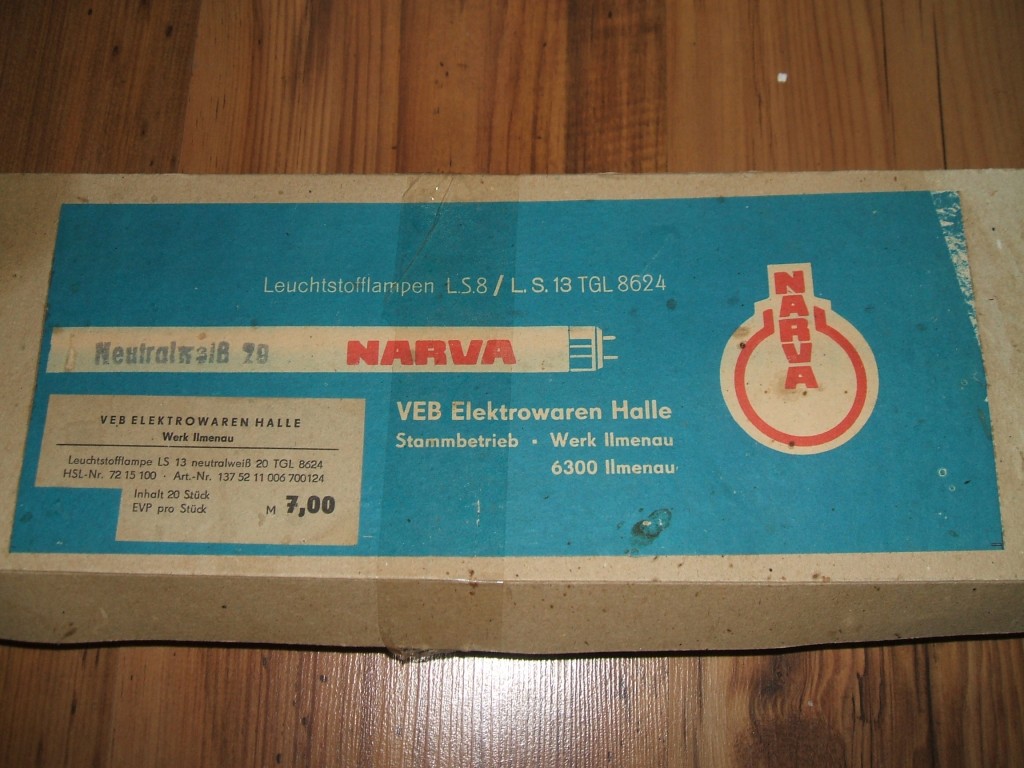 Leuchtstofflampen L.S.8 / L. S. 13 TGL 8624
Neutralweiß 20
NARVA
NARVA
VEB Elektrowaren Halle
Stammbetrieb • Werk Ilmenau
6300 Ilmenau
VEB ELEKTROWAREN HALLE
Werk Ilmenau
Leuchtstofflampe LS 13 neutralweiß 20 TGL 8624
HSL-Nr. 72 15 100 · Art.-Nr. 137 52 11 006 700124
Inhalt 20 Stück
EVP pro Stück M 7,00